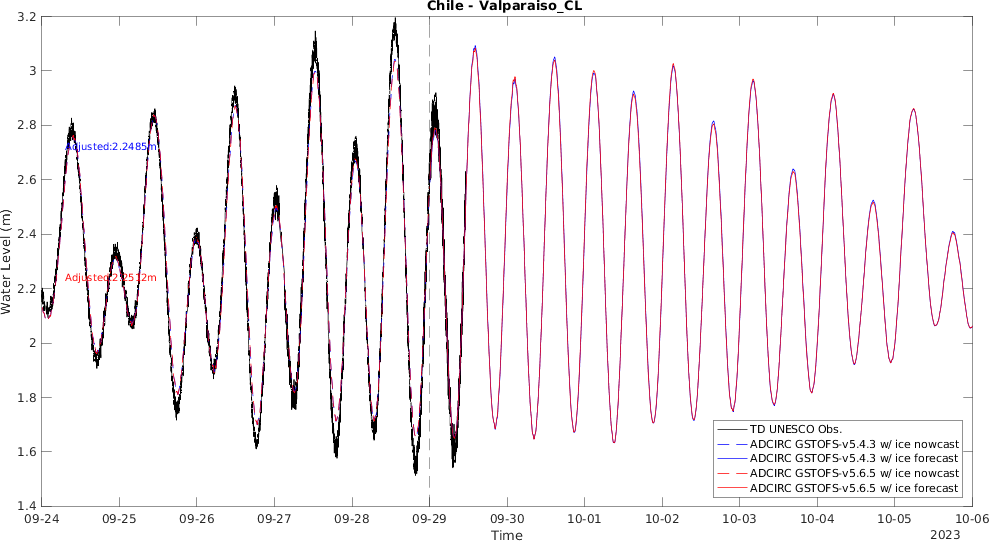 Chile - Valparaiso_CL
3.2
3
2.8
2.6
2.4
2.2
2
1.8
1.6
1.4
Water Level (m)
Adjusted:2.2485m
Adjusted:2.2512m
TD UNESCO Obs.
ADCIRC GSTOFS-v5.4.3 w/ ice nowcast
ADCIRC GSTOFS-v5.4.3 w/ ice forecast
ADCIRC GSTOFS-v5.6.5 w/ ice nowcast
ADCIRC GSTOFS-v5.6.5 w/ ice forecast
09-24 09-25 09-26 09-27 09-28 09-29 09-30 10-01 10-02 10-03 10-04 10-05 10-06
Time
2023